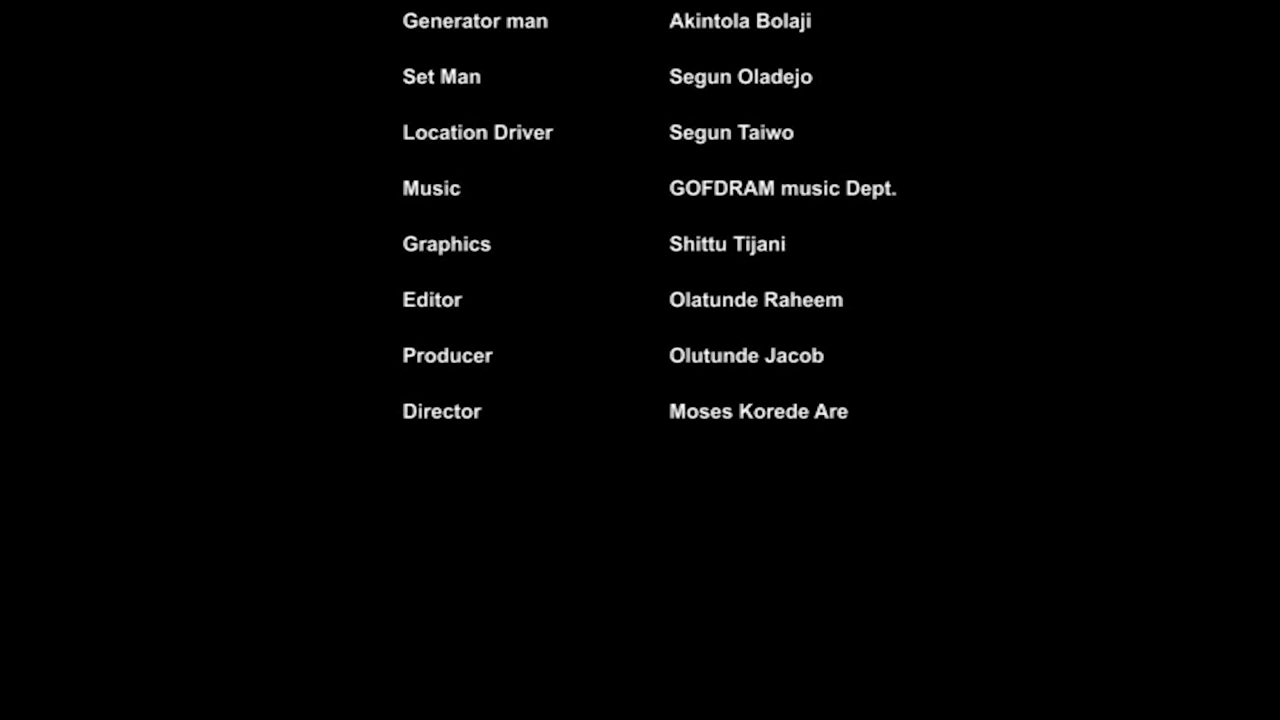 Generator man Akintola Bolaji
Set Man Segun Oladejo
Location Driver Segun Taiwo
Music GOFDRAM music Dept.
Graphics Shittu Tijani
Editor Olatunde Raheem
Producer Olutunde Jacob
Director Moses Korede Are